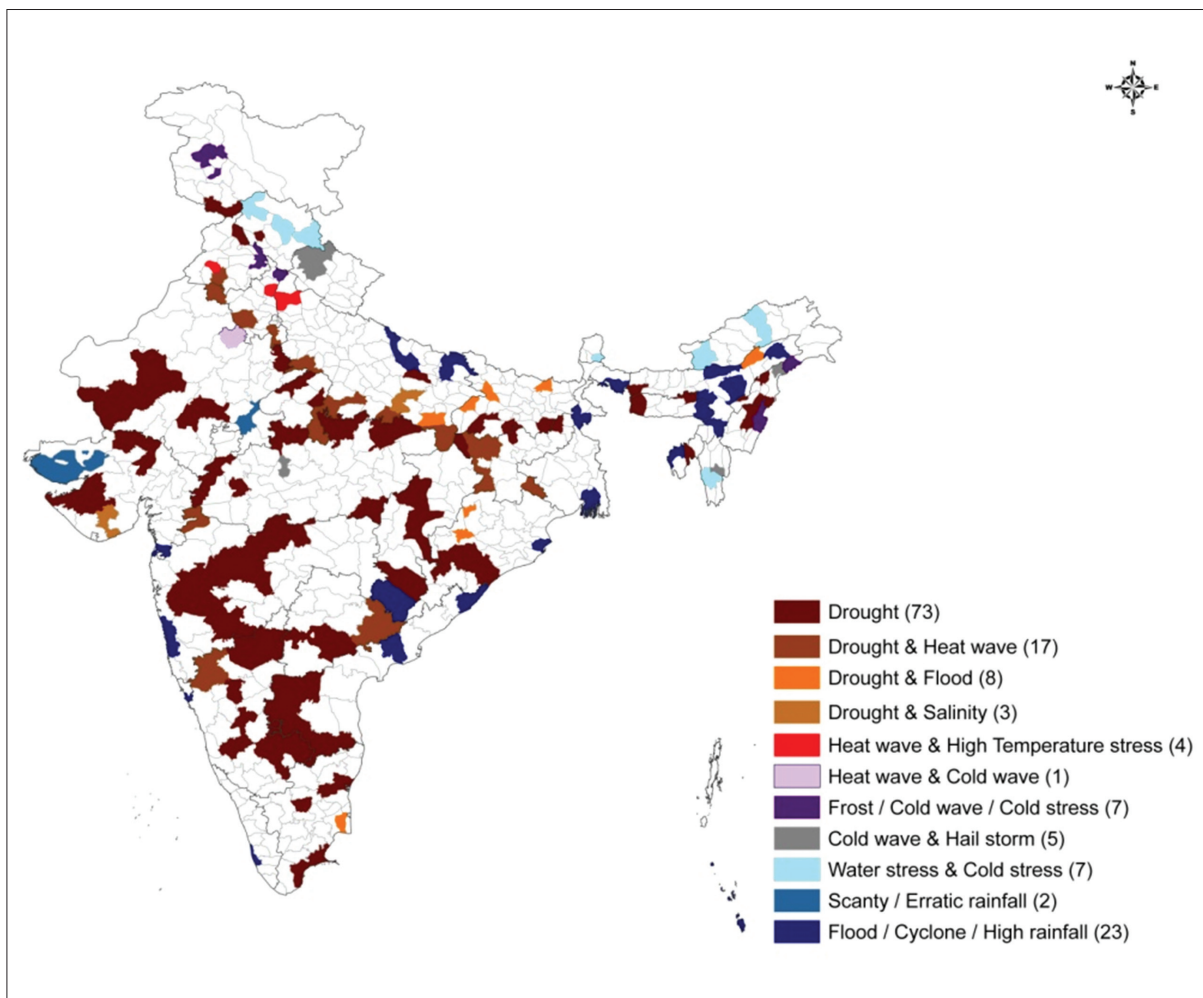 N
W E
S
Drought (73)
Drought & Heat wave (17)
Drought & Flood (8)
Drought & Salinity (3)
Heat wave & High Temperature stress (4)
Heat wave & Cold wave (1)
Frost / Cold wave / Cold stress (7)
Cold wave & Hail storm (5)
Water stress & Cold stress (7)
Scanty / Erratic rainfall (2)
Flood / Cyclone / High rainfall (23)